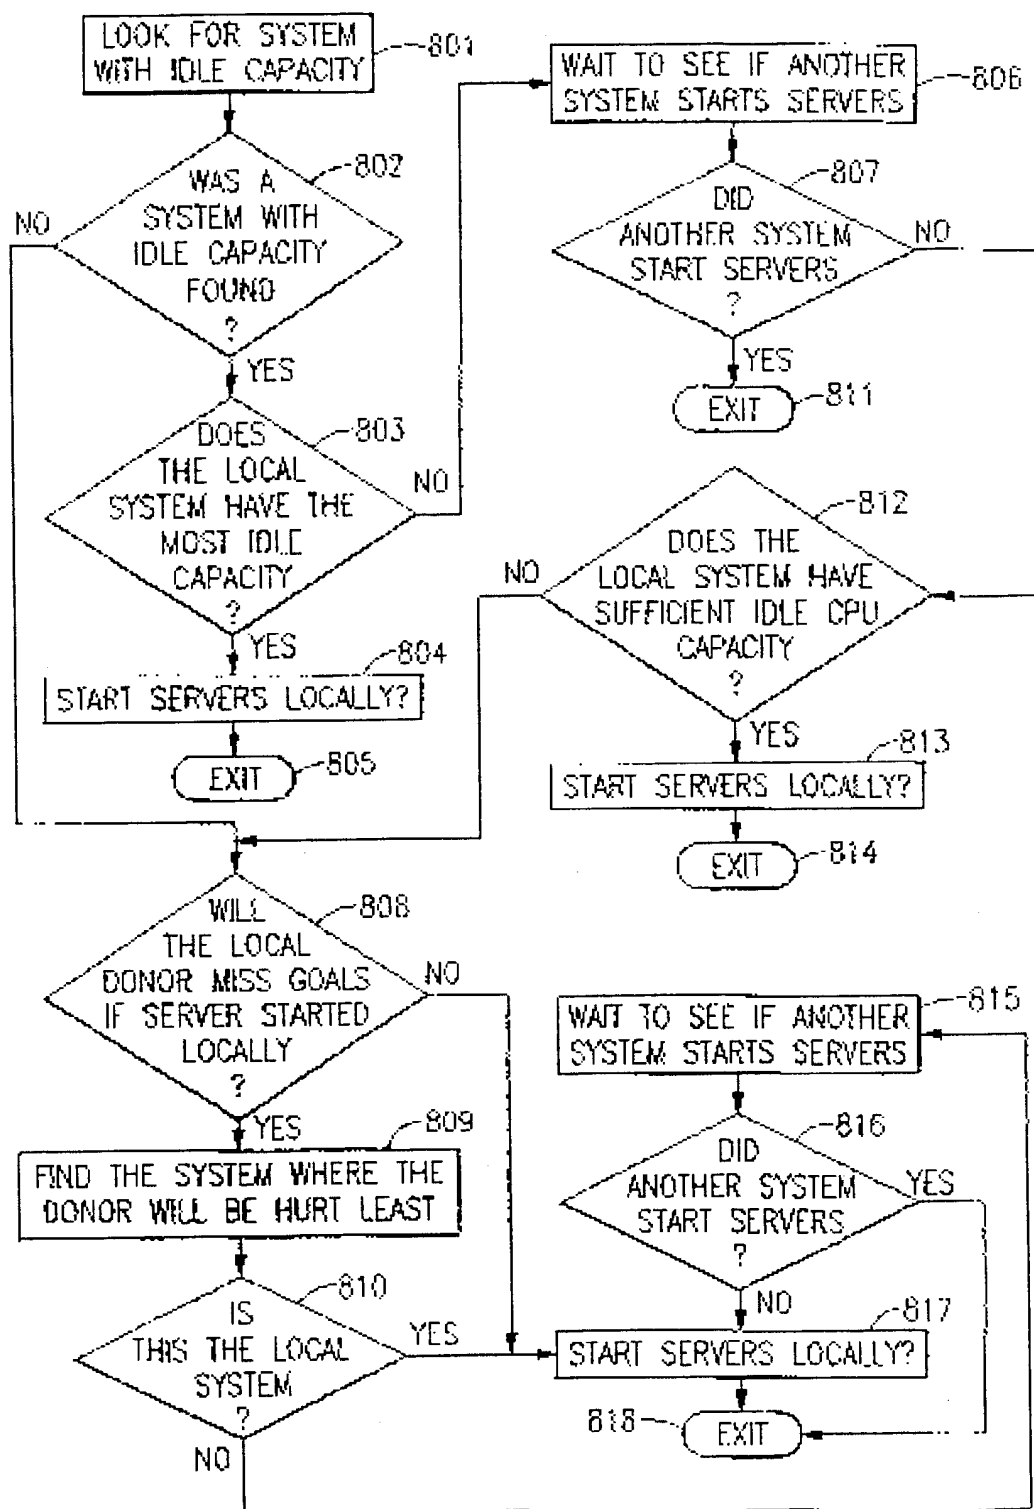 LOOK FOR SYSTEM
WITH IDLE CAPACITY
801
WAS A
SYSTEM WITH
IDLE CAPACITY
FOUND
?
802
NO
YES
DOES
THE LOCAL
SYSTEM HAVE THE
MOST IDLE
CAPACITY
?
803
NO
YES
START SERVERS LOCALLY?
804
EXIT
805
WAIT TO SEE IF ANOTHER
SYSTEM STARTS SERVERS
806
DID
ANOTHER SYSTEM
START SERVERS
?
807
NO
YES
EXIT
811
DOES THE
LOCAL SYSTEM HAVE
SUFFICIENT IDLE CPU
CAPACITY
?
812
NO
YES
START SERVERS LOCALLY?
813
EXIT
814
WILL
THE LOCAL
DONOR MISS GOALS
IF SERVER STARTED
LOCALLY
?
808
NO
YES
FIND THE SYSTEM WHERE THE
DONOR WILL BE HURT LEAST
809
IS
THIS THE LOCAL
SYSTEM
?
810
YES
NO
WAIT TO SEE IF ANOTHER
SYSTEM STARTS SERVERS
815
DID
ANOTHER SYSTEM
START SERVERS
?
816
YES
NO
START SERVERS LOCALLY?
817
EXIT
818